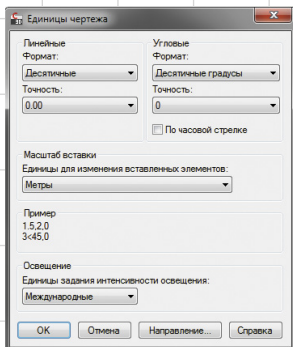 Единицы чертежа
Линейные
Формат:
Десятичные
Точность:
0.00
Угловые
Формат:
Десятичные градусы
Точность:
0
По часовой стрелке
Масштаб вставки
Единицы для изменения вставленных элементов:
Метры
Пример
1.5,2,0
3<45,0
Освещение
Единицы задания интенсивности освещения:
Международные
OK
Отмена
Направление...
Справка